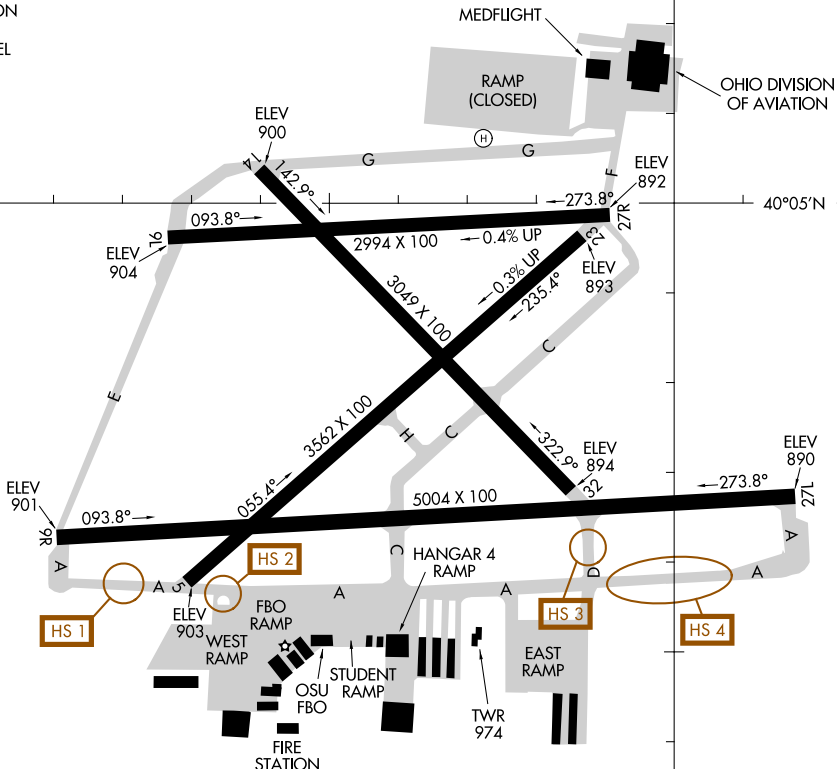 ON
EL
MEDFLIGHT
RAMP
(CLOSED)
OHIO DIVISION
OF AVIATION
H
ELEV
900
14
142.9°
G
G
F
ELEV
892
273.8°
27R
40°05'N
093.8°
9L
ELEV
904
2994 X 100
0.4% UP
23
ELEV
893
0.3% UP
235.4°
3049 X 100
C
E
3562 X 100
H
C
322.9°
ELEV
894
32
ELEV
890
273.8°
27L
ELEV
901
9R
093.8°
055.4°
5004 X 100
A
A
C
HANGAR 4
RAMP
HS 2
HS 1
A
5
ELEV
903
A
A
D
A
HS 3
HS 4
FBO
RAMP
WEST
RAMP
OSU
FBO
STUDENT
RAMP
EAST
RAMP
TWR
974
FIRE
STATION